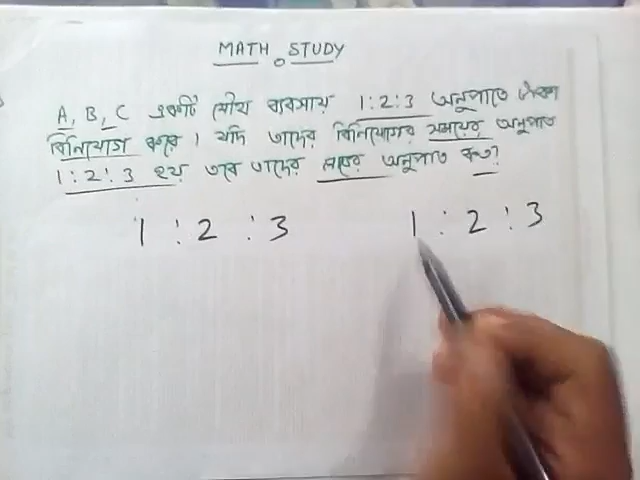 MATH STUDY
A, B, C একটি যৌথ ব্যবসায় 1:2:3 অনুপাতে টাকা
বিনিয়োগ করে। যদি তাদের বিনিয়োগের সময়ের অনুপাত
1:2:3 হয় তবে তাদের লাভের অনুপাত কত?
1 : 2 : 3 1 : 2 : 3